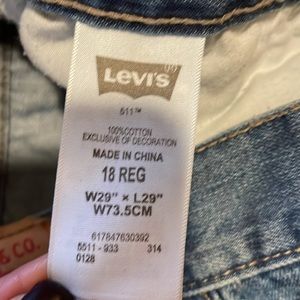 Levi's
511™
100%COTTON
EXCLUSIVE OF DECORATION
MADE IN CHINA
18 REG
W29" × L29"
W73.5CM
617847630392
5511-933 314
0128
& CO.